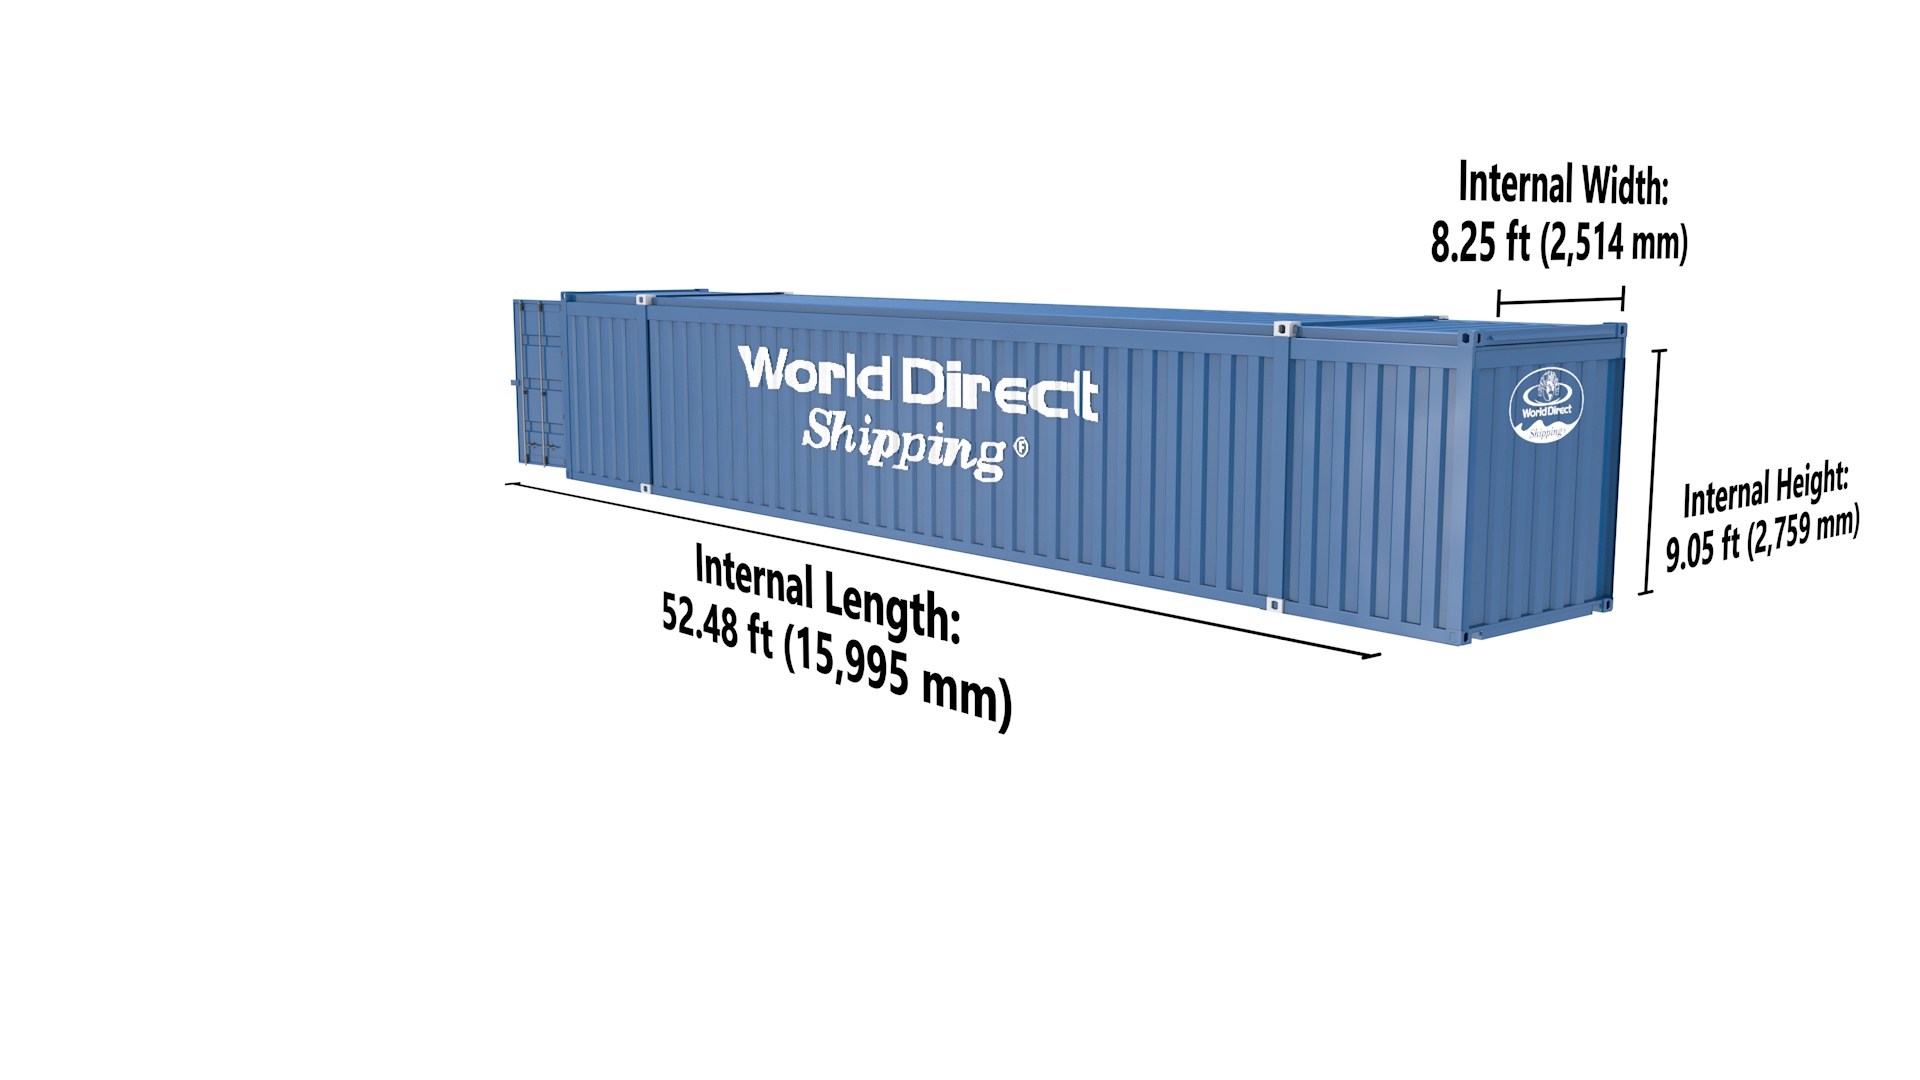 Internal Width:
8.25 ft (2,514 mm)
World Direct
Shipping®
World Direct
Shipping
Internal Height:
9.05 ft (2,759 mm)
Internal Length:
52.48 ft (15,995 mm)